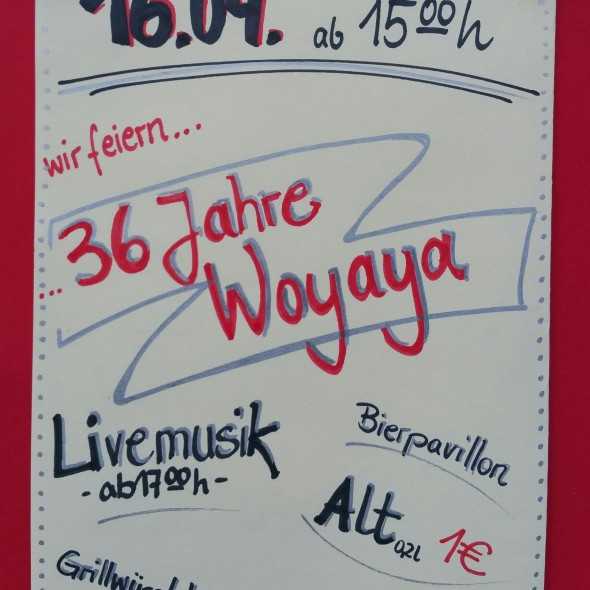 16.04. ab 15⁰⁰h
wir feiern...
...36 Jahre
Woyaya
Livemusik
- ab 17⁰⁰h -
Bierpavillon
Alt 0,2l 1€